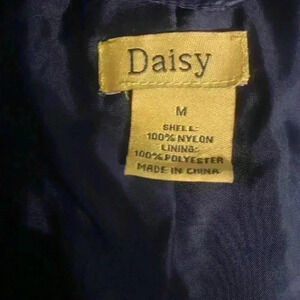 Daisy
M
SHELL:
100% NYLON
LINING:
100% POLYESTER
MADE IN CHINA